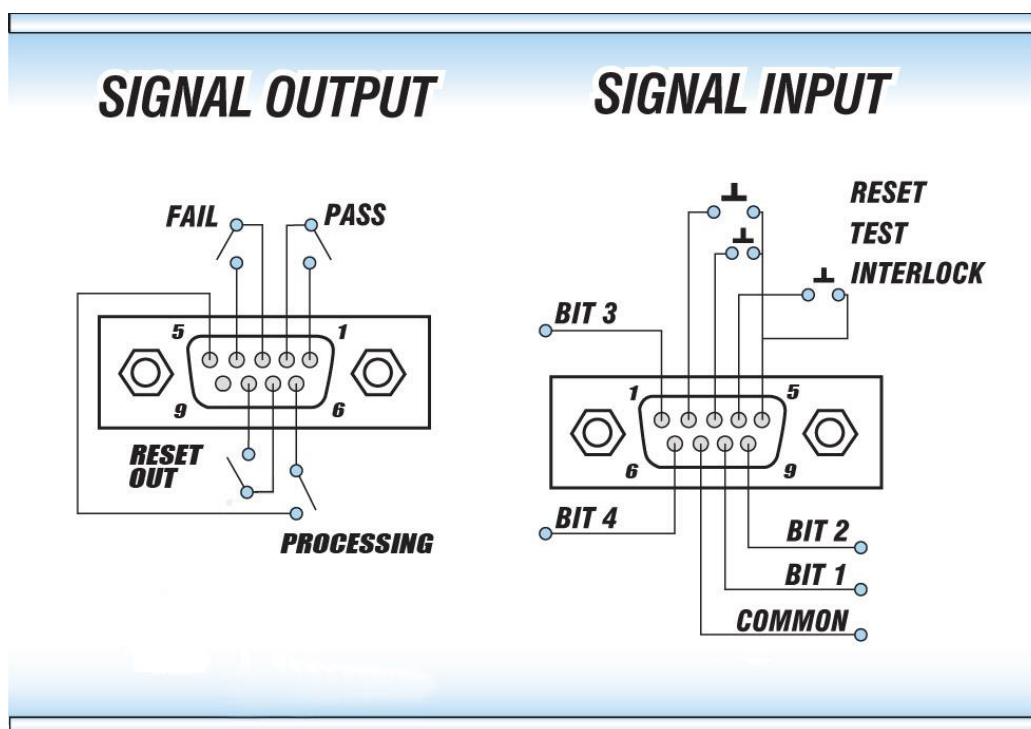 SIGNAL OUTPUT
FAIL
PASS
5
1
9
6
RESET
OUT
PROCESSING
SIGNAL INPUT
RESET
TEST
INTERLOCK
BIT 3
1
5
6
9
BIT 4
BIT 2
BIT 1
COMMON